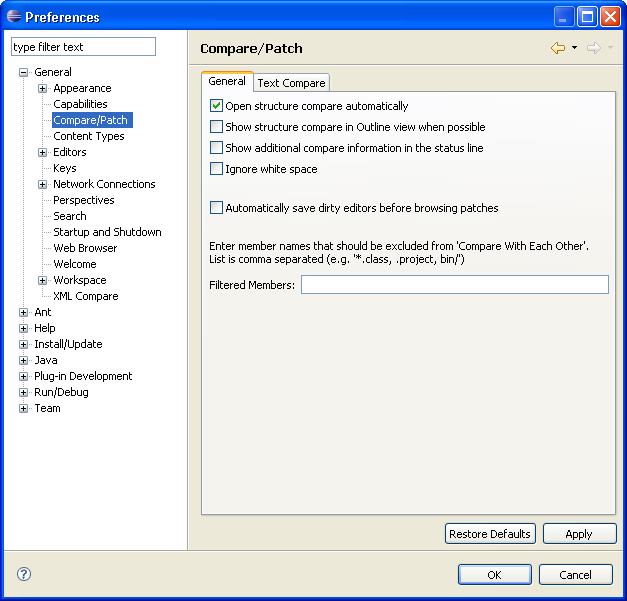 Preferences
type filter text
General
Appearance
Capabilities
Compare/Patch
Content Types
Editors
Keys
Network Connections
Perspectives
Search
Startup and Shutdown
Web Browser
Welcome
Workspace
XML Compare
Ant
Help
Install/Update
Java
Plug-in Development
Run/Debug
Team
Compare/Patch
General
Text Compare
Open structure compare automatically
Show structure compare in Outline view when possible
Show additional compare information in the status line
Ignore white space
Automatically save dirty editors before browsing patches
Enter member names that should be excluded from 'Compare With Each Other'.
List is comma separated (e.g. '*.class, .project, bin/')
Filtered Members:
Restore Defaults
Apply
?
OK
Cancel